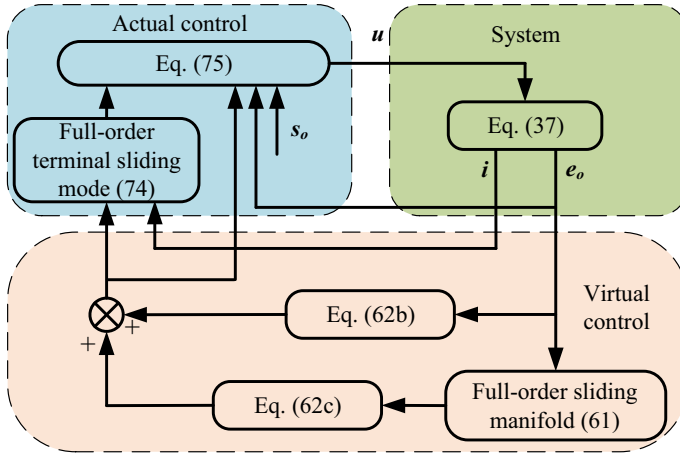 Actual control
Eq. (75)
Full-order
terminal sliding
mode (74)
s_o
u
System
Eq. (37)
i
e_o
Virtual
control
Eq. (62b)
+
+
Eq. (62c)
Full-order sliding
manifold (61)